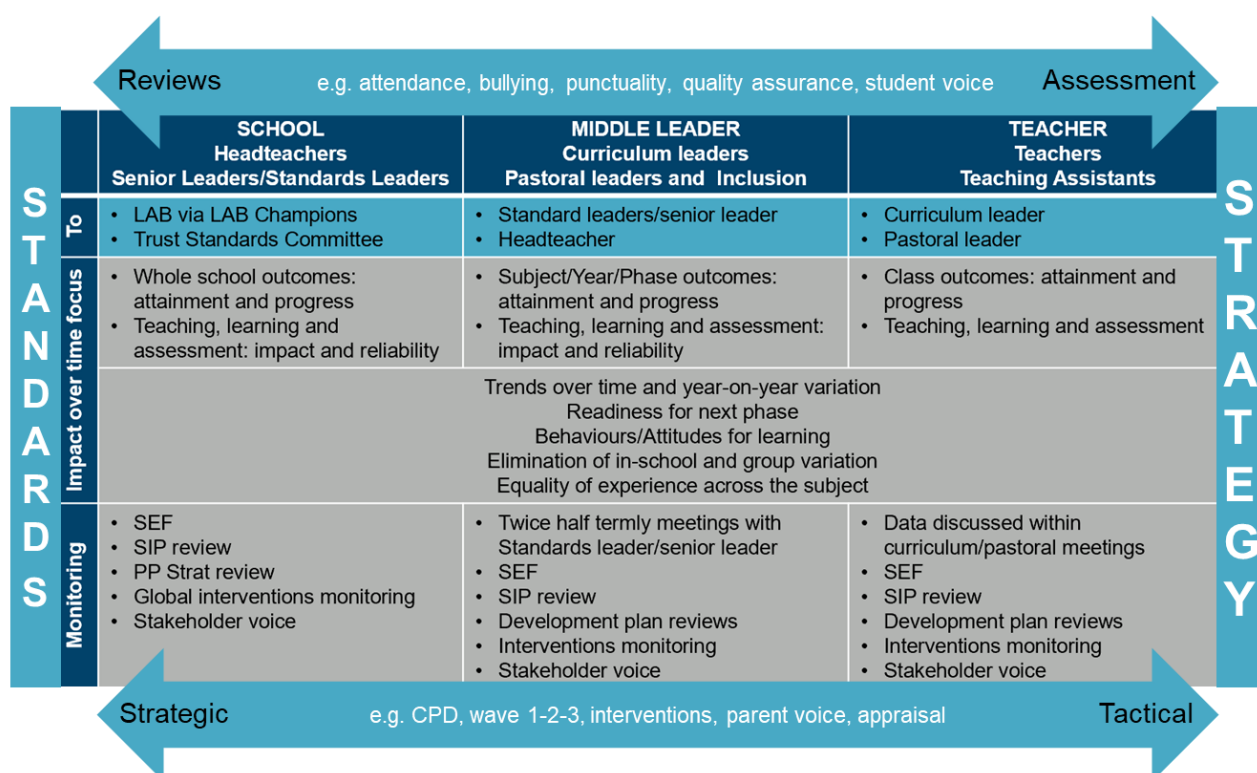 Reviews
e.g. attendance, bullying, punctuality, quality assurance, student voice
Assessment
STANDARDS
STRATEGY
SCHOOL
Headteachers
Senior Leaders/Standards Leaders
MIDDLE LEADER
Curriculum leaders
Pastoral leaders and Inclusion
TEACHER
Teachers
Teaching Assistants
To
• LAB via LAB Champions
• Trust Standards Committee
• Standard leaders/senior leader
• Headteacher
• Curriculum leader
• Pastoral leader
Impact over time focus
• Whole school outcomes:
attainment and progress
• Teaching, learning and
assessment: impact and reliability
• Subject/Year/Phase outcomes:
attainment and progress
• Teaching, learning and assessment:
impact and reliability
• Class outcomes: attainment and
progress
• Teaching, learning and assessment
Trends over time and year-on-year variation
Readiness for next phase
Behaviours/Attitudes for learning
Elimination of in-school and group variation
Equality of experience across the subject
Monitoring
• SEF
• SIP review
• PP Strat review
• Global interventions monitoring
• Stakeholder voice
• Twice half termly meetings with
Standards leader/senior leader
• SEF
• SIP review
• Development plan reviews
• Interventions monitoring
• Stakeholder voice
• Data discussed within
curriculum/pastoral meetings
• SEF
• SIP review
• Development plan reviews
• Interventions monitoring
• Stakeholder voice
Strategic
e.g. CPD, wave 1-2-3, interventions, parent voice, appraisal
Tactical